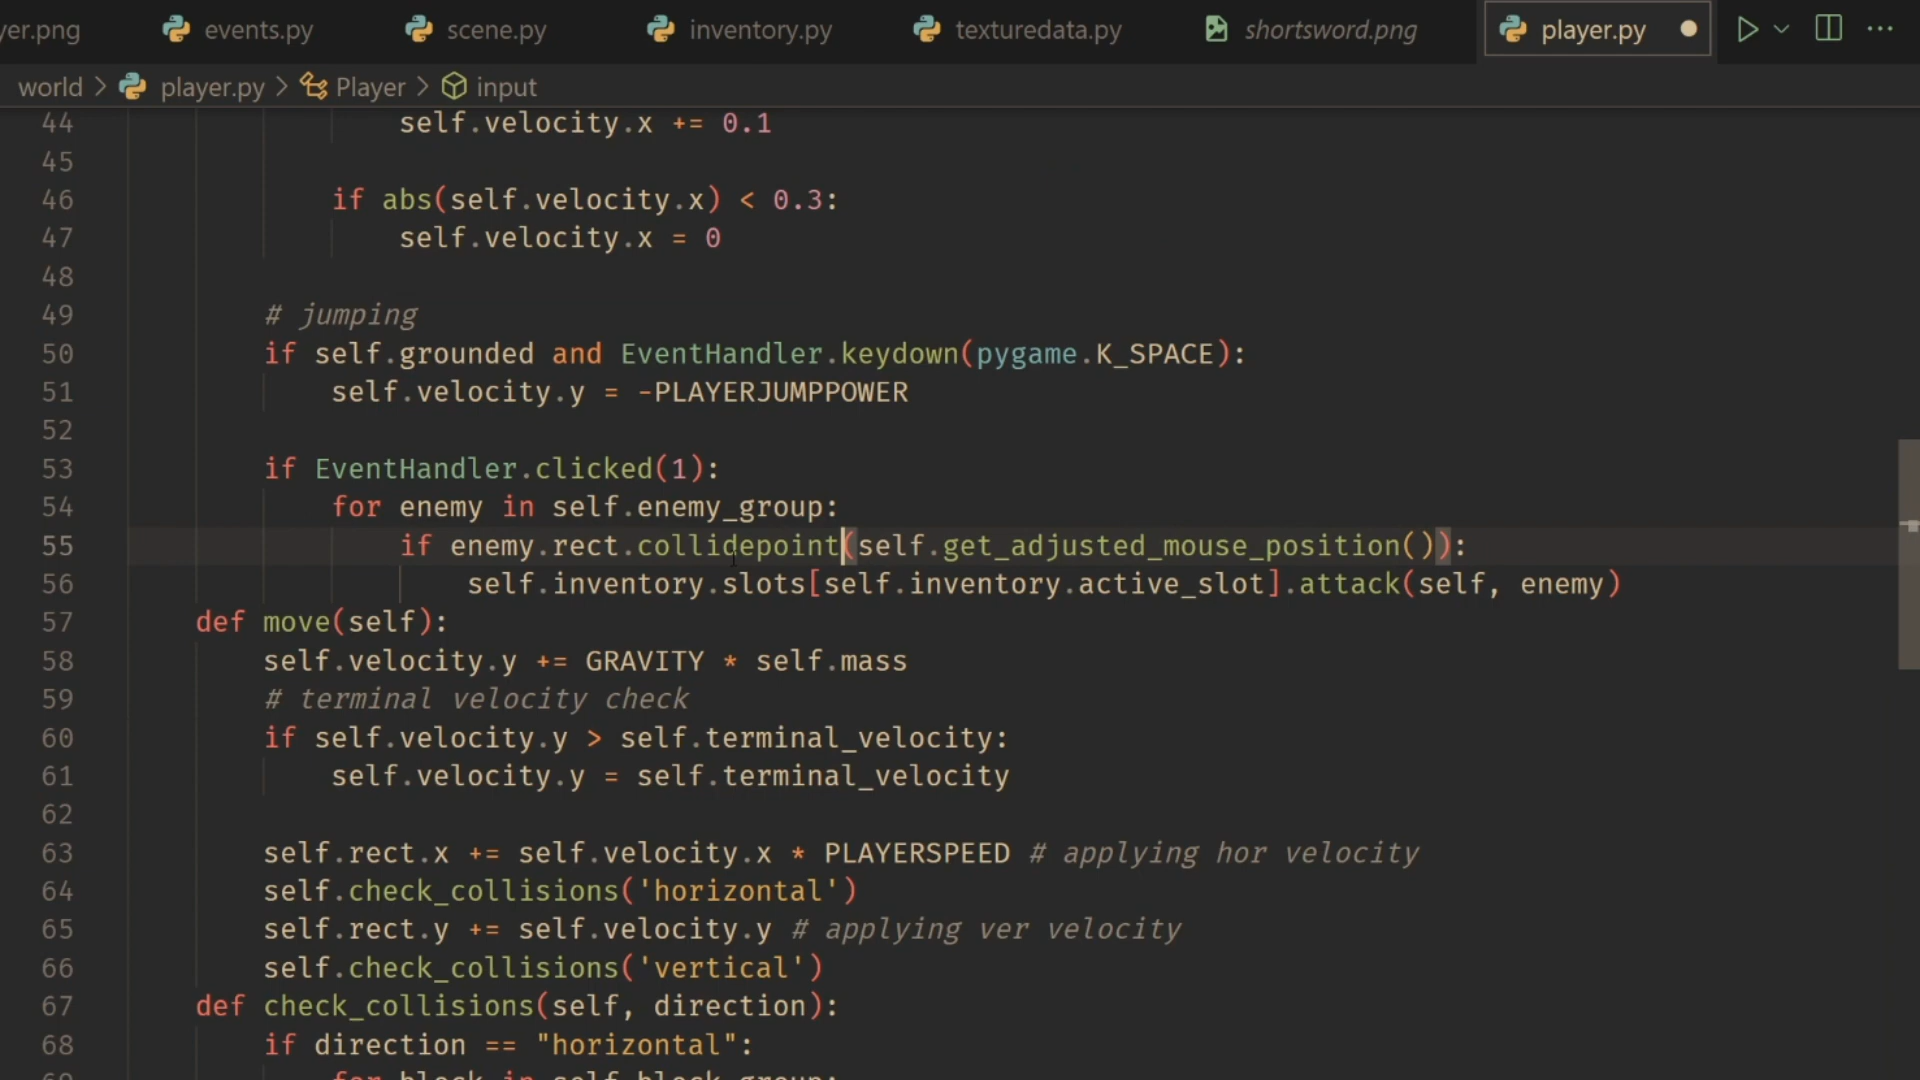 yer.png events.py scene.py inventory.py texturedata.py shortsword.png player.py
world > player.py > Player > input
44 self.velocity.x += 0.1
45
46 if abs(self.velocity.x) < 0.3:
47 self.velocity.x = 0
48
49 # jumping
50 if self.grounded and EventHandler.keydown(pygame.K_SPACE):
51 self.velocity.y = -PLAYERJUMPPOWER
52
53 if EventHandler.clicked(1):
54 for enemy in self.enemy_group:
55 if enemy.rect.collidepoint(self.get_adjusted_mouse_position()):
56 self.inventory.slots[self.inventory.active_slot].attack(self, enemy)
57 def move(self):
58 self.velocity.y += GRAVITY * self.mass
59 # terminal velocity check
60 if self.velocity.y > self.terminal_velocity:
61 self.velocity.y = self.terminal_velocity
62
63 self.rect.x += self.velocity.x * PLAYERSPEED # applying hor velocity
64 self.check_collisions('horizontal')
65 self.rect.y += self.velocity.y # applying ver velocity
66 self.check_collisions('vertical')
67 def check_collisions(self, direction):
68 if direction == "horizontal":
69 for block in self.block_group: